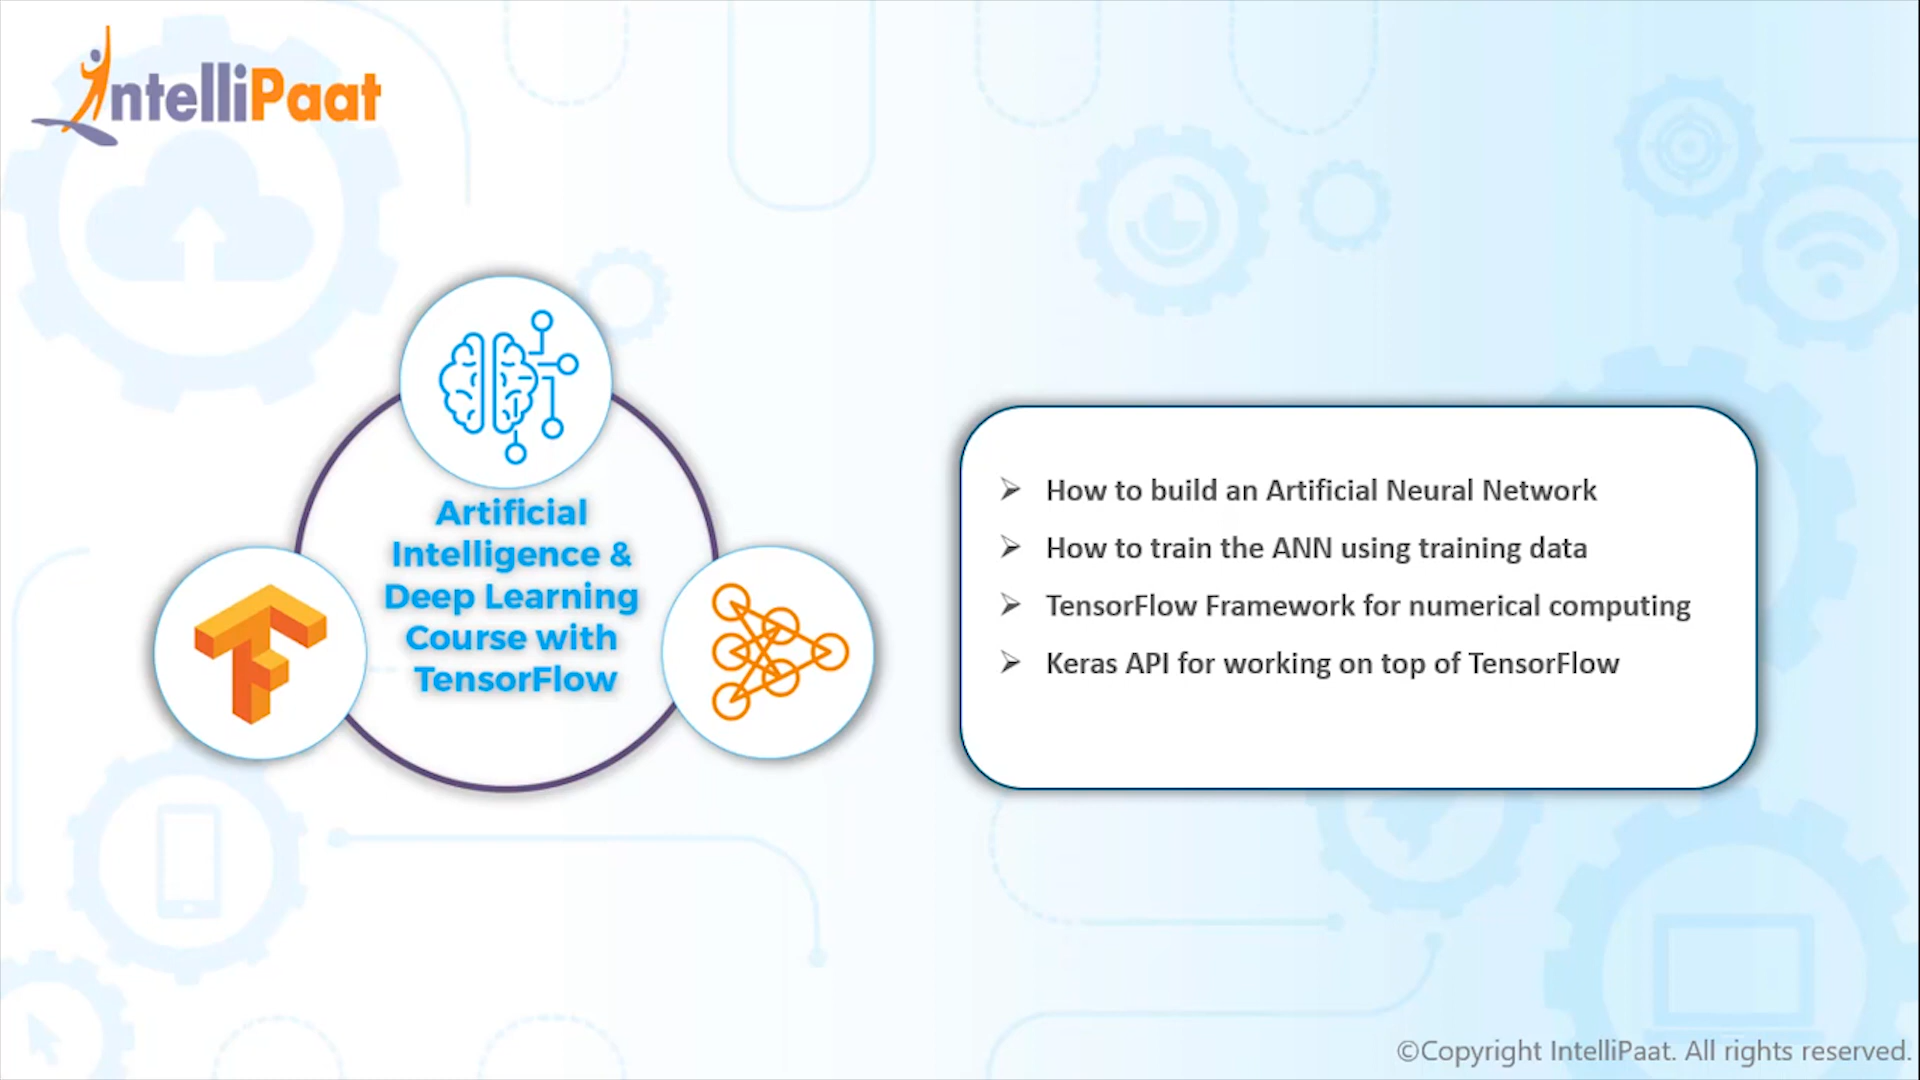 IntelliPaat
Artificial
Intelligence &
Deep Learning
Course with
TensorFlow
How to build an Artificial Neural Network
How to train the ANN using training data
TensorFlow Framework for numerical computing
Keras API for working on top of TensorFlow
©Copyright IntelliPaat. All rights reserved.